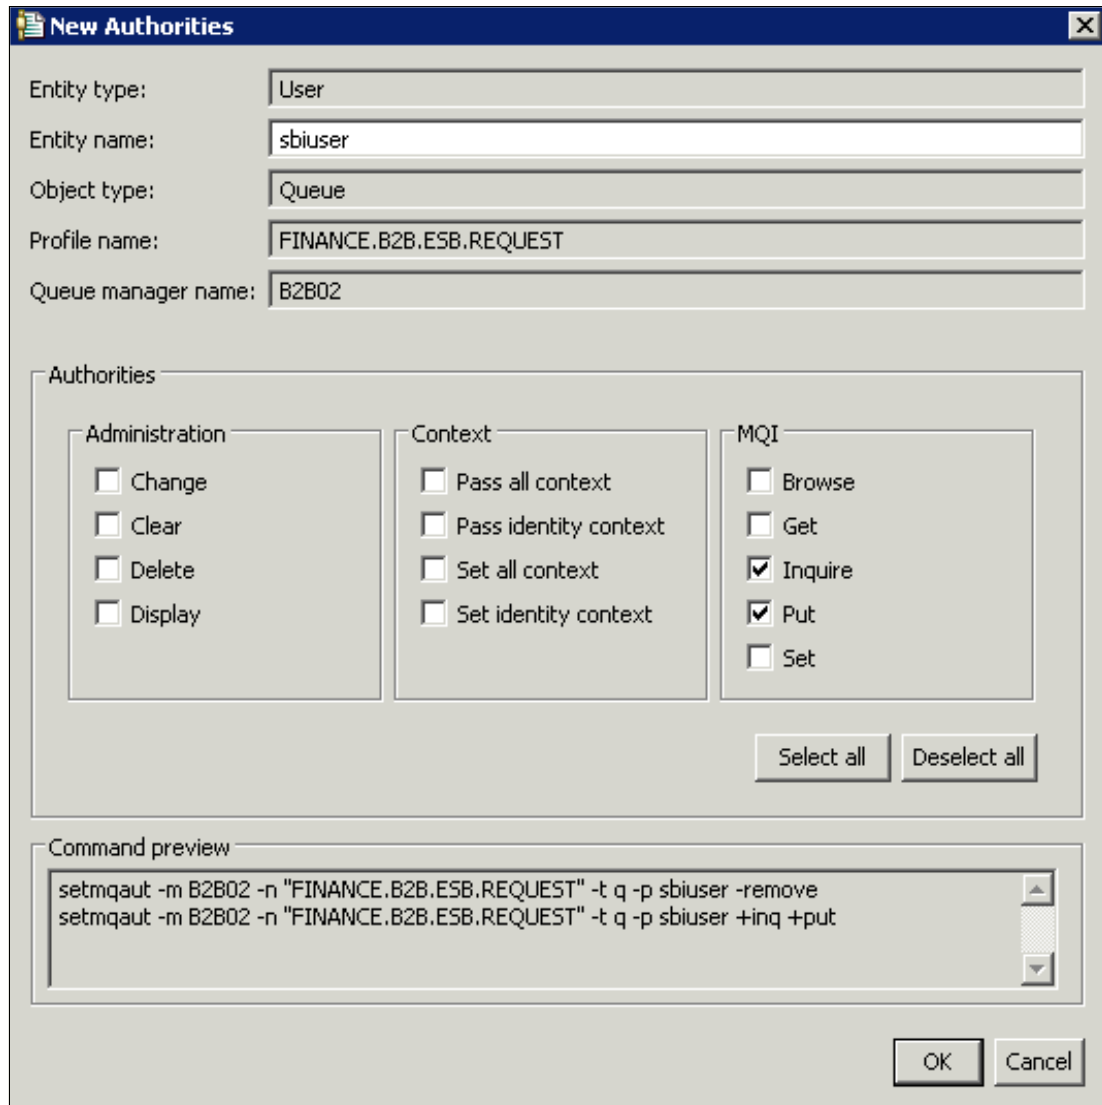 New Authorities
Entity type: User
Entity name: sbiuser
Object type: Queue
Profile name: FINANCE.B2B.ESB.REQUEST
Queue manager name: B2B02
Authorities
Administration
Change
Clear
Delete
Display
Context
Pass all context
Pass identity context
Set all context
Set identity context
MQI
Browse
Get
Inquire
Put
Set
Select all
Deselect all
Command preview
setmqaut -m B2B02 -n "FINANCE.B2B.ESB.REQUEST" -t q -p sbiuser -remove
setmqaut -m B2B02 -n "FINANCE.B2B.ESB.REQUEST" -t q -p sbiuser +inq +put
OK
Cancel